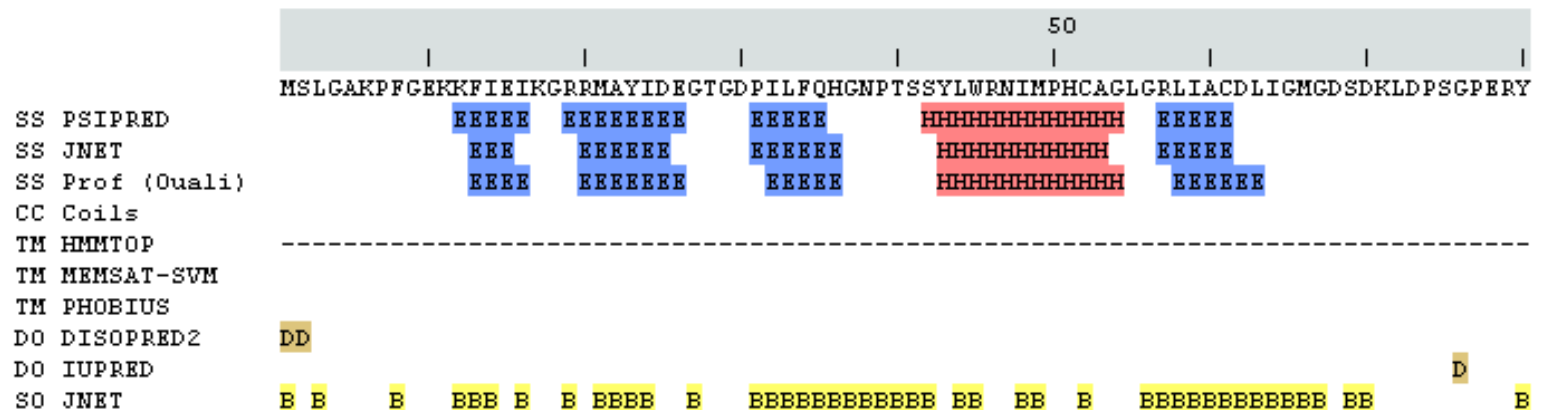 50
| | | | | | | |
MSLGAKPFGEKKFIEIKGRRMAYIDEGTGDPILFQHGNPTSSYLWRNIMPHCAGLGRLIACDLIGMGDSDKLDPSGPERY
SS PSIPRED EEEEE EEEEEEEE EEEEE HHHHHHHHHHHHH EEEEE
SS JNET EEE EEEEEE EEEEEE HHHHHHHHHHH EEEEE
SS Prof (Ouali) EEEE EEEEEEE EEEEE HHHHHHHHHHHH EEEEEE
CC Coils
TM HMMTOP --------------------------------------------------------------------------------
TM MEMSAT-SVM
TM PHOBIUS
DO DISOPRED2 DD
DO IUPRED D
SO JNET B B B BBB B B BBBB B BBBBBBBBBBBB BB BB B BBBBBBBBBBBB BB B